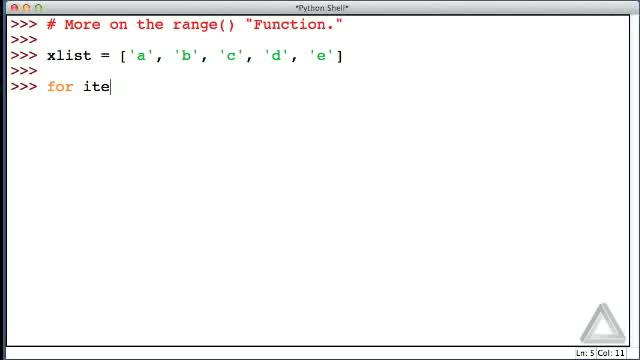 *Python Shell*
>>> # More on the range() "Function."
>>>
>>> xlist = ['a', 'b', 'c', 'd', 'e']
>>>
>>> for ite
Ln: 5 Col: 11